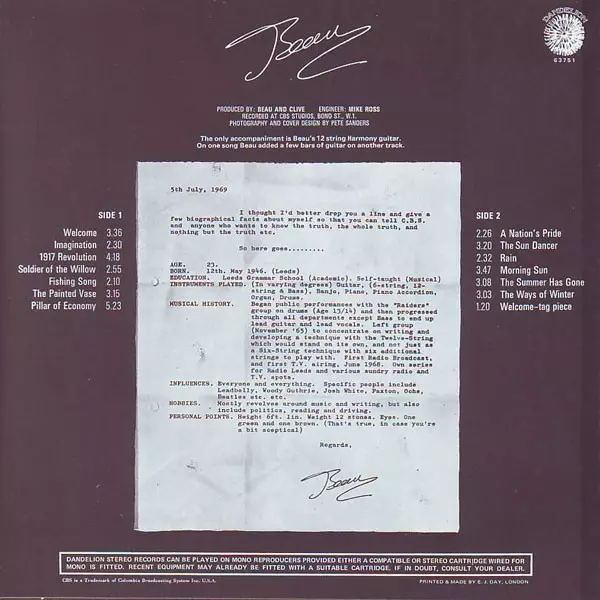 Beau
DANDELION
63751
PRODUCED BY: BEAU AND CLIVE ENGINEER: MIKE ROSS
RECORDED AT CBS STUDIOS, BOND ST., W.1.
PHOTOGRAPHY AND COVER DESIGN BY PETE SANDERS
The only accompaniment is Beau's 12 string Harmony guitar.
On one song Beau added a few bars of guitar on another track.
SIDE 1
Welcome 3.36
Imagination 2.30
1917 Revolution 4.18
Soldier of the Willow 2.55
Fishing Song 2.10
The Painted Vase 3.15
Pillar of Economy 5.23
5th July, 1969
I thought I'd better drop you a line and give a
few biographical facts about myself so that you can tell C.B.S.
and anyone who wants to know the truth, the whole truth, and
nothing but the truth etc.
So here goes........
AGE. 23.
BORN. 12th. May 1946. (Leeds)
EDUCATION. Leeds Grammar School (Academic). Self-taught (Musical)
INSTRUMENTS PLAYED. (In varying degrees) Guitar, (6-string, 12-
string & Bass), Banjo, Piano, Piano Accordion,
Organ, Drums.
MUSICAL HISTORY. Began public performances with the "Raiders"
group on drums (Age 13/14) and then progressed
through all departments except Bass to end up
lead guitar and lead vocals. Left group
(November '65) to concentrate on writing and
developing a technique with the Twelve-String
which would stand on its own, and not just as
a Six-String technique with six additional
strings to play with. First Radio Broadcast,
and first T.V. airing, June 1968. Own series
for Radio Leeds and various sundry radio and
T.V. spots.
INFLUENCES. Everyone and everything. Specific people include
Leadbelly, Woody Guthrie, Josh White, Paxton, Ochs,
Beatles etc. etc.
HOBBIES. Mostly revolves around music and writing, but also
include politics, reading and driving.
PERSONAL POINTS. Height 6ft. 1in. Weight 12 stones. Eyes. One
green and one brown. (That's true, in case you're
a bit sceptical)
Regards,
Beau
SIDE 2
2.26 A Nation's Pride
3.20 The Sun Dancer
2.32 Rain
3.47 Morning Sun
3.08 The Summer Has Gone
3.03 The Ways of Winter
1.20 Welcome-tag piece
DANDELION STEREO RECORDS CAN BE PLAYED ON MONO REPRODUCERS PROVIDED EITHER A COMPATIBLE OR STEREO CARTRIDGE WIRED FOR
MONO IS FITTED. RECENT EQUIPMENT MAY ALREADY BE FITTED WITH A SUITABLE CARTRIDGE. IF IN DOUBT, CONSULT YOUR DEALER.
CBS is a Trademark of Columbia Broadcasting System Inc. U.S.A.
PRINTED & MADE BY E. J. DAY, LONDON